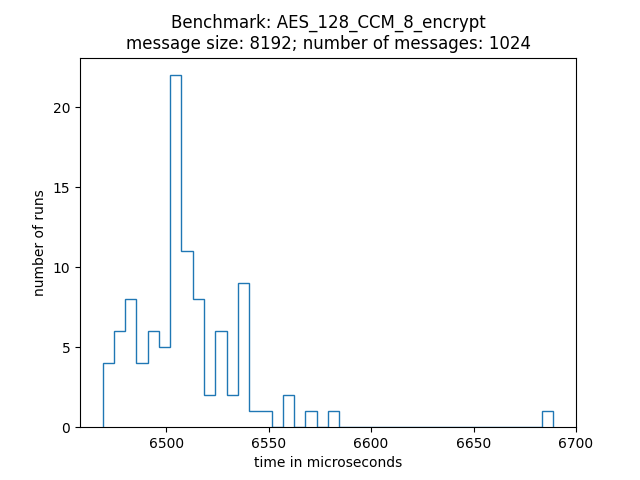 Benchmark: AES_128_CCM_8_encrypt
message size: 8192; number of messages: 1024
20
15
10
5
0
number of runs
6500 6550 6600 6650 6700
time in microseconds